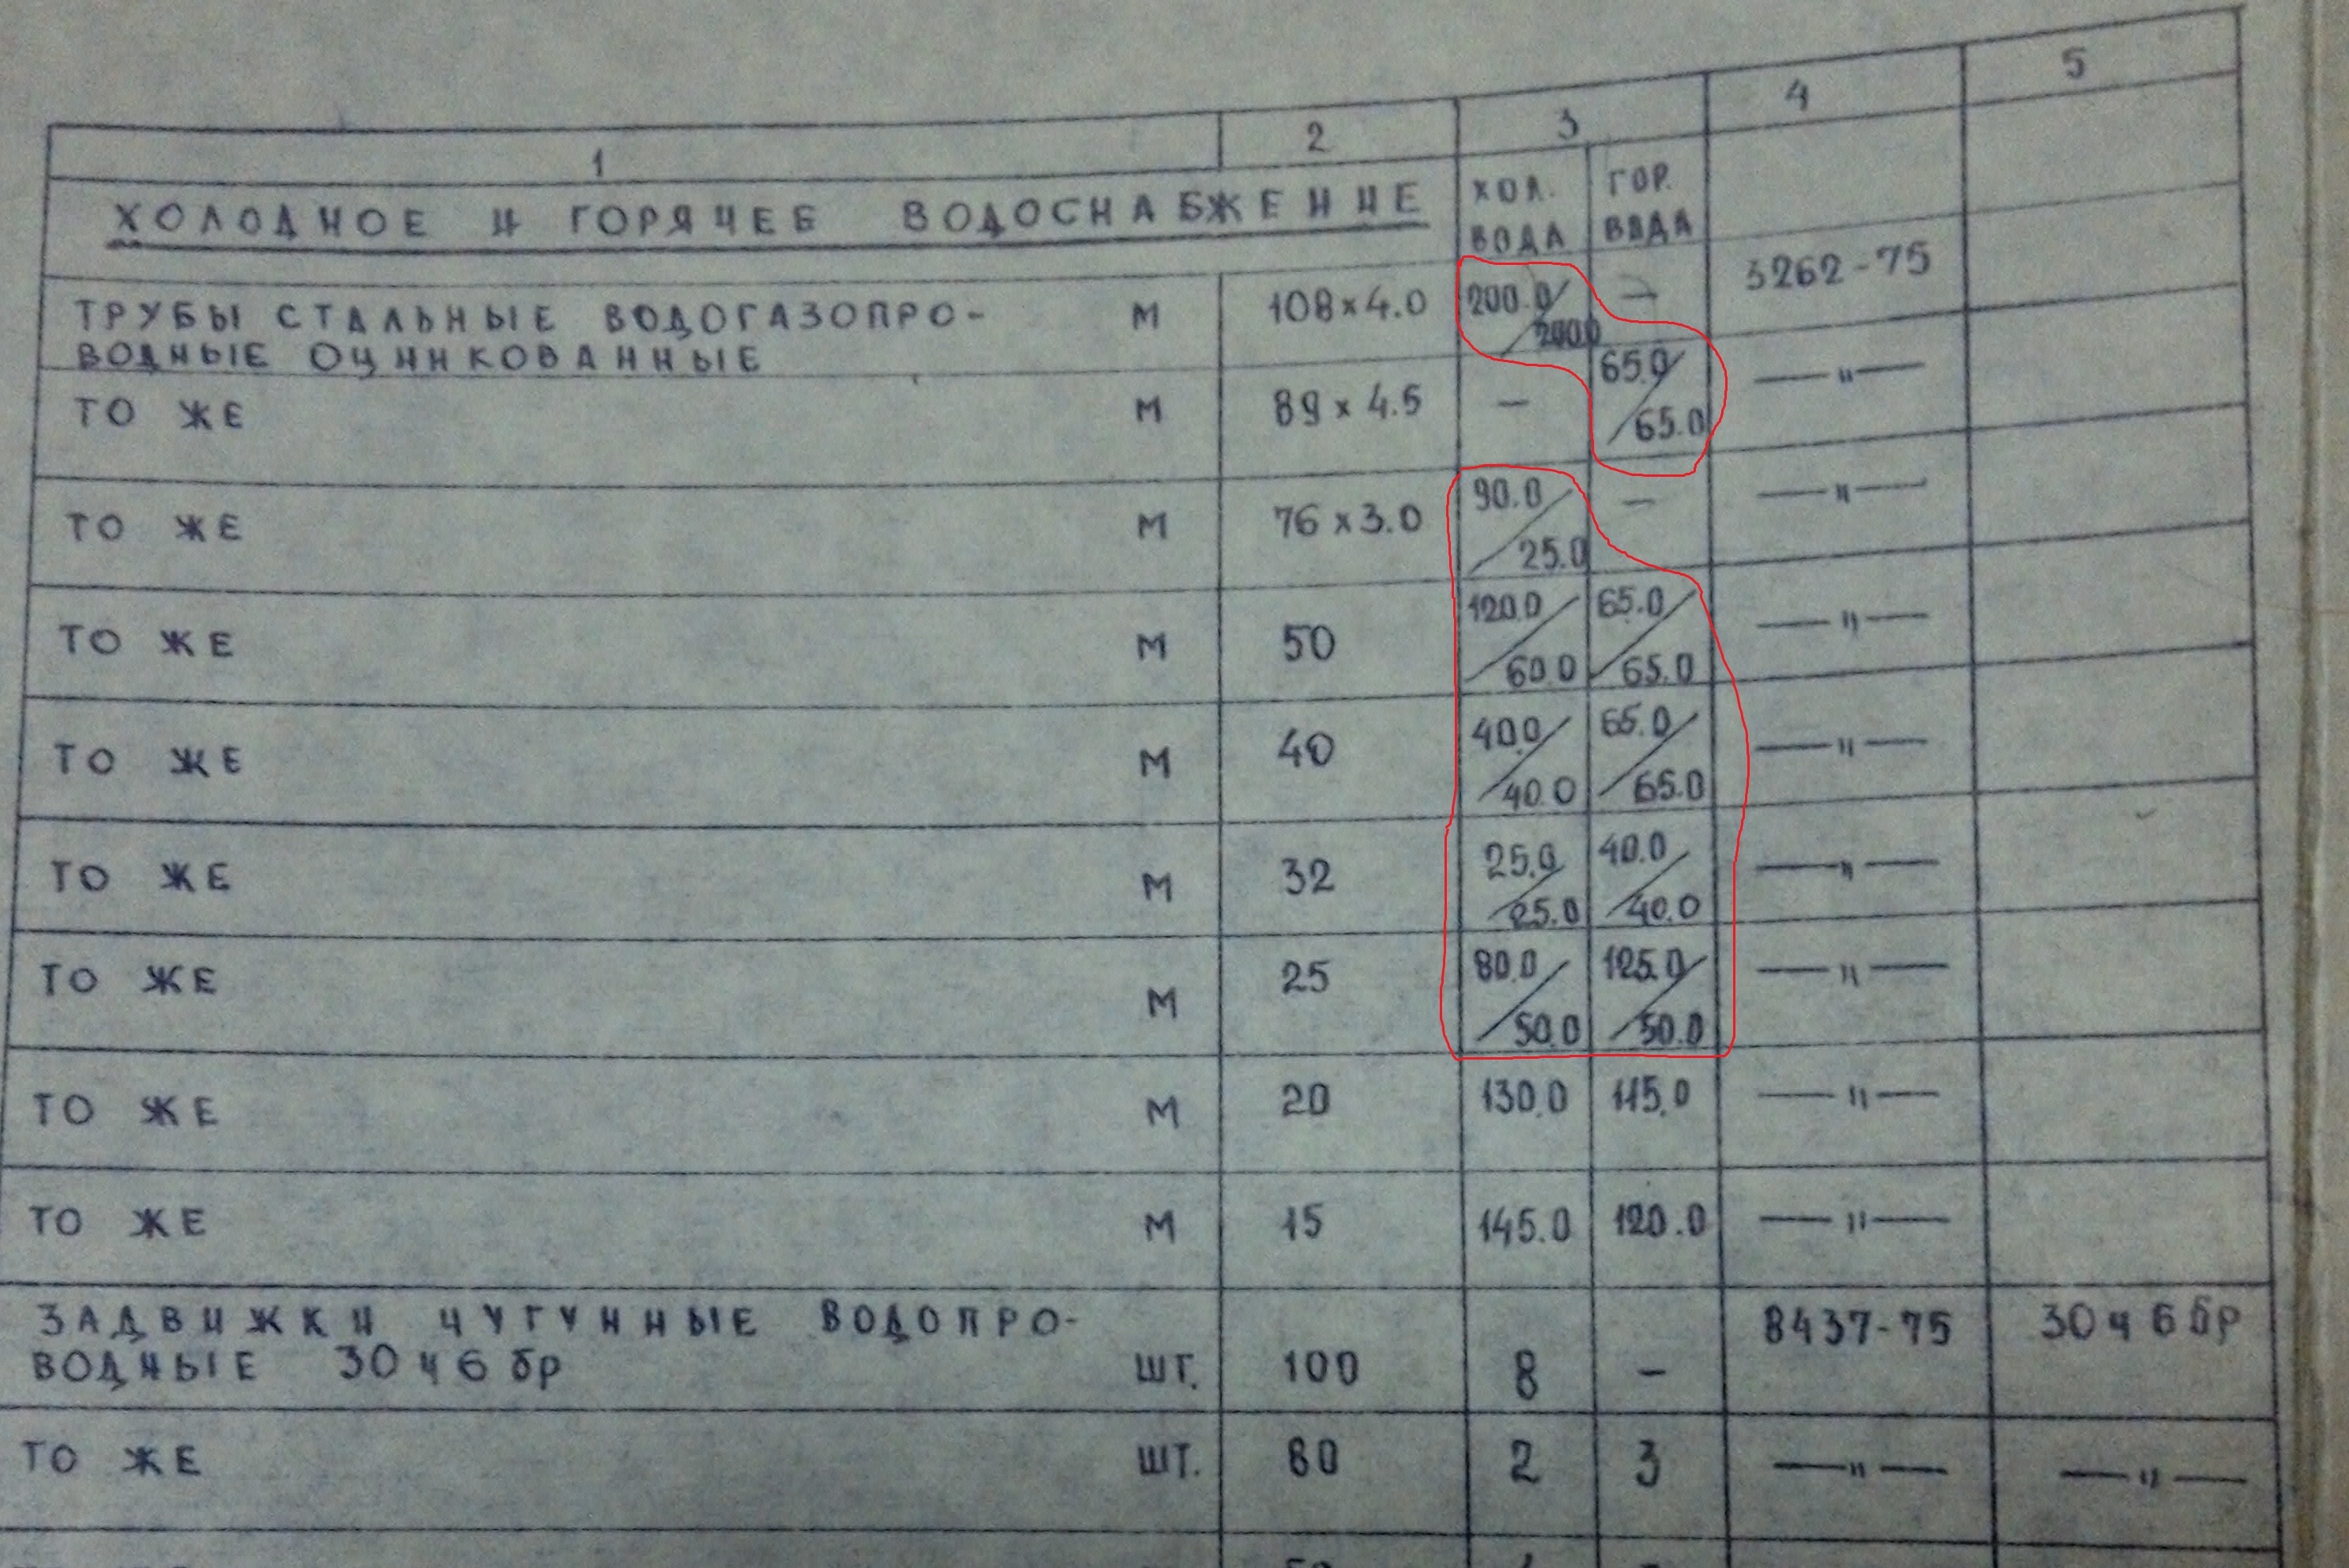 1 2 3 4 5
ХОЛОДНОЕ И ГОРЯЧЕЕ ВОДОСНАБЖЕНИЕ ХОЛ. ВОДА ГОР. ВОДА
ТРУБЫ СТАЛЬНЫЕ ВОДОГАЗОПРО-
ВОДНЫЕ ОЦИНКОВАННЫЕ М 108×4.0 200.0/200.0 — 3262-75
ТО ЖЕ М 89×4.5 — 65.0/65.0 —"—
ТО ЖЕ М 76×3.0 90.0/25.0 — —"—
ТО ЖЕ М 50 120.0/60.0 65.0/65.0 —"—
ТО ЖЕ М 40 40.0/40.0 65.0/65.0 —"—
ТО ЖЕ М 32 25.0/25.0 40.0/40.0 —"—
ТО ЖЕ М 25 80.0/50.0 125.0/50.0 —"—
ТО ЖЕ М 20 130.0 115.0 —"—
ТО ЖЕ М 15 145.0 120.0 —"—
ЗАДВИЖКИ ЧУГУННЫЕ ВОДОПРО-
ВОДНЫЕ 30ч6бр ШТ. 100 8 - 8437-75 30ч6бр
ТО ЖЕ ШТ. 80 2 3 —"— —"—